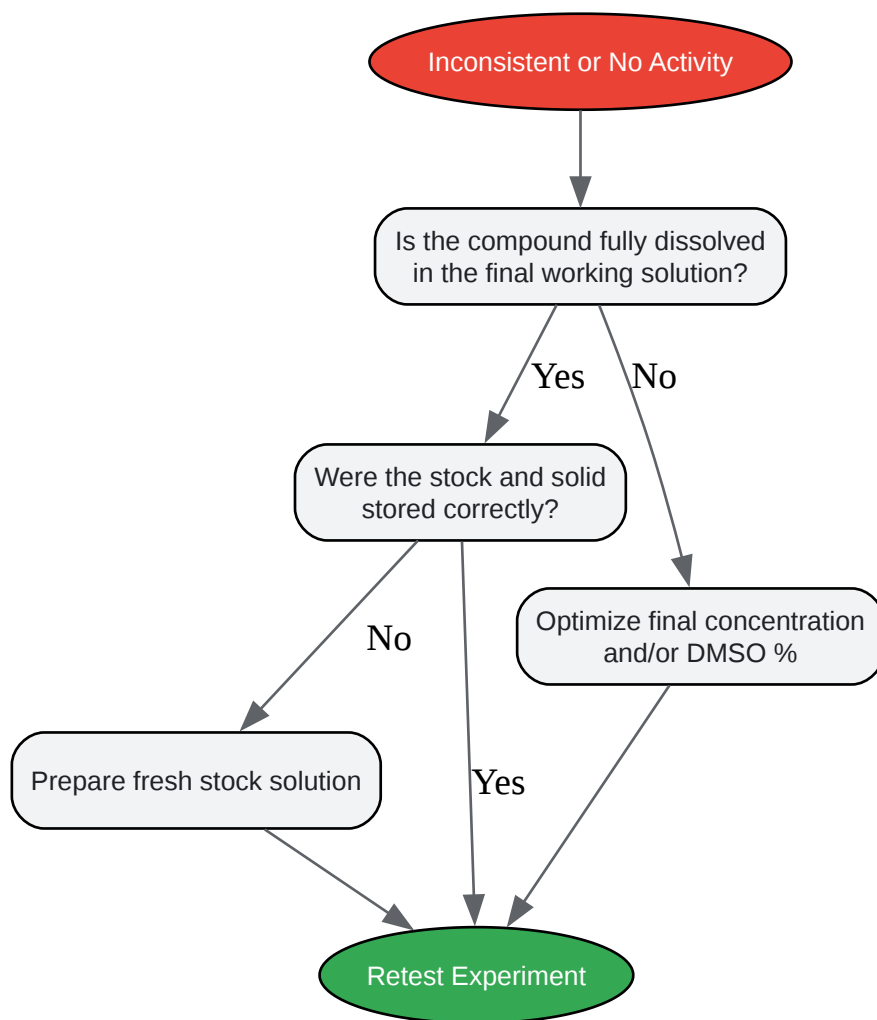 Inconsistent or No Activity
Is the compound fully dissolved
in the final working solution?
Yes
No
Were the stock and solid
stored correctly?
Optimize final concentration
and/or DMSO %
No
Yes
Prepare fresh stock solution
Retest Experiment